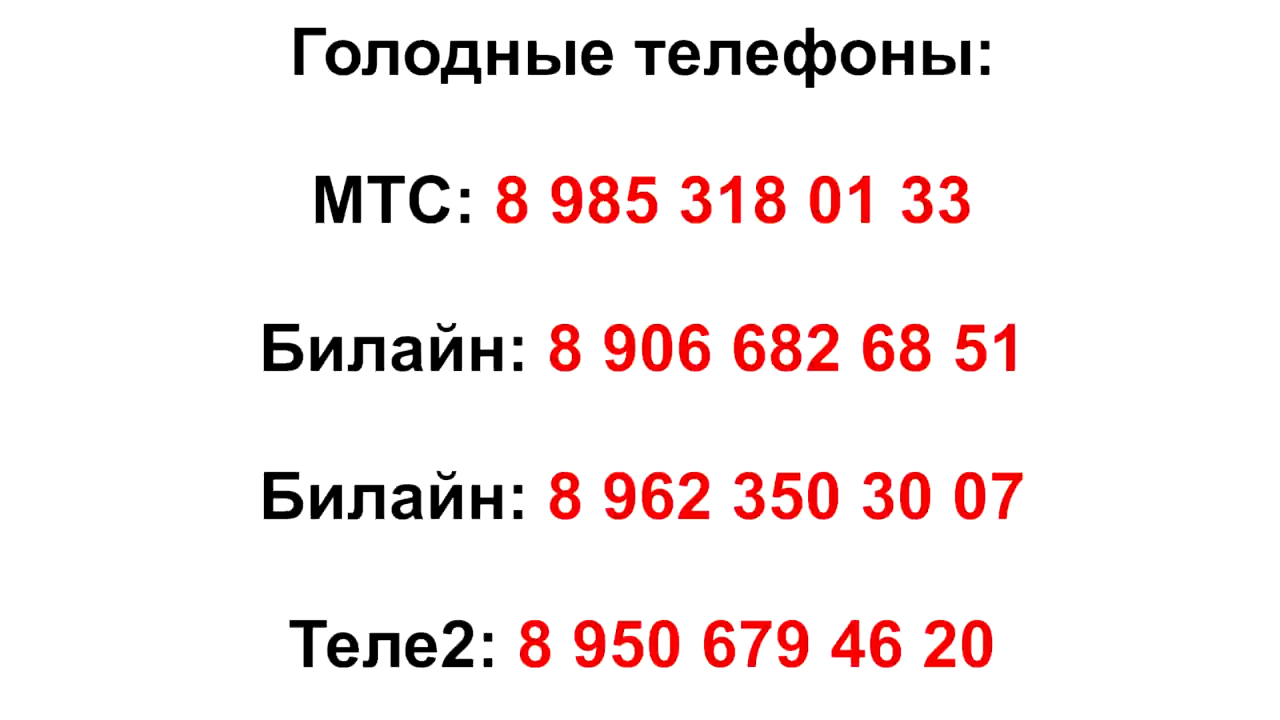 Голодные телефоны:
МТС: 8 985 318 01 33
Билайн: 8 906 682 68 51
Билайн: 8 962 350 30 07
Теле2: 8 950 679 46 20